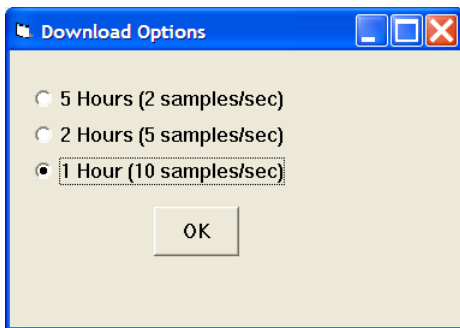 Download Options
5 Hours (2 samples/sec)
2 Hours (5 samples/sec)
1 Hour (10 samples/sec)
OK